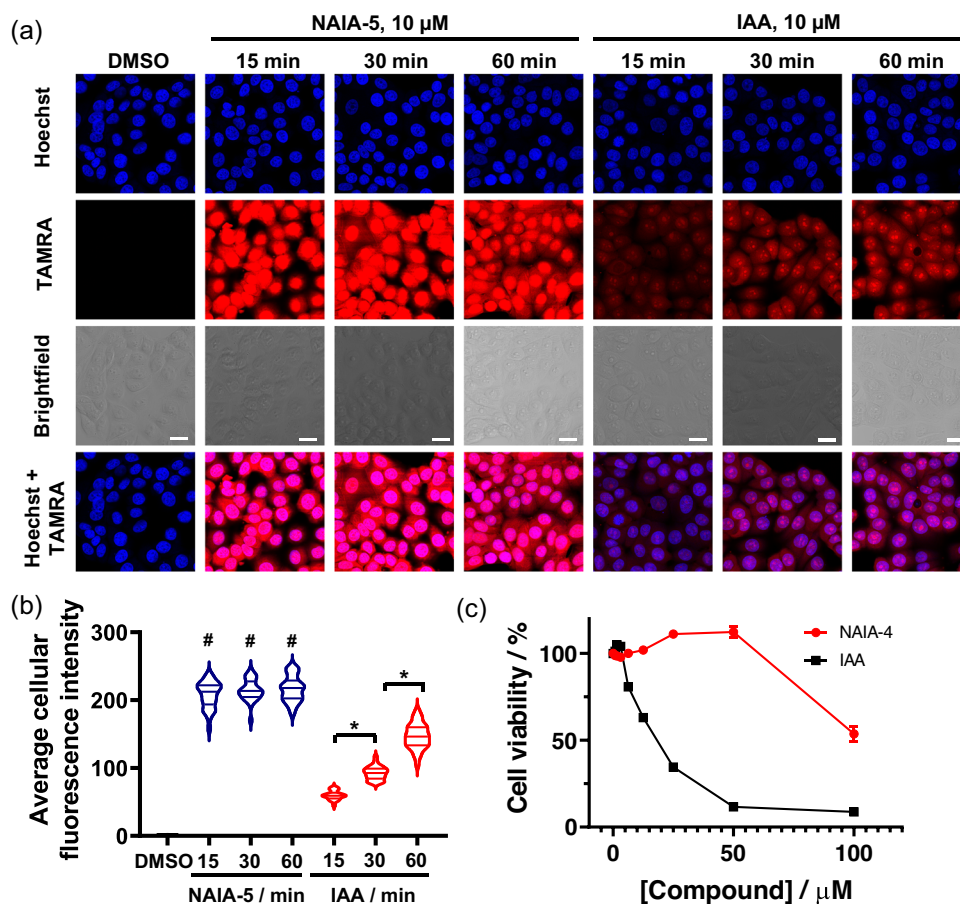 (a)
NAIA-5, 10 µM
IAA, 10 µM
DMSO
15 min
30 min
60 min
15 min
30 min
60 min
Hoechst
TAMRA
Brightfield
Hoechst +
TAMRA
(b)
Average cellular
fluorescence intensity
300
200
100
0
# # #
*
*
DMSO 15 30 60 15 30 60
NAIA-5 / min IAA / min
(c)
Cell viability / %
100
50
0
NAIA-4
IAA
0 50 100
[Compound] / µM